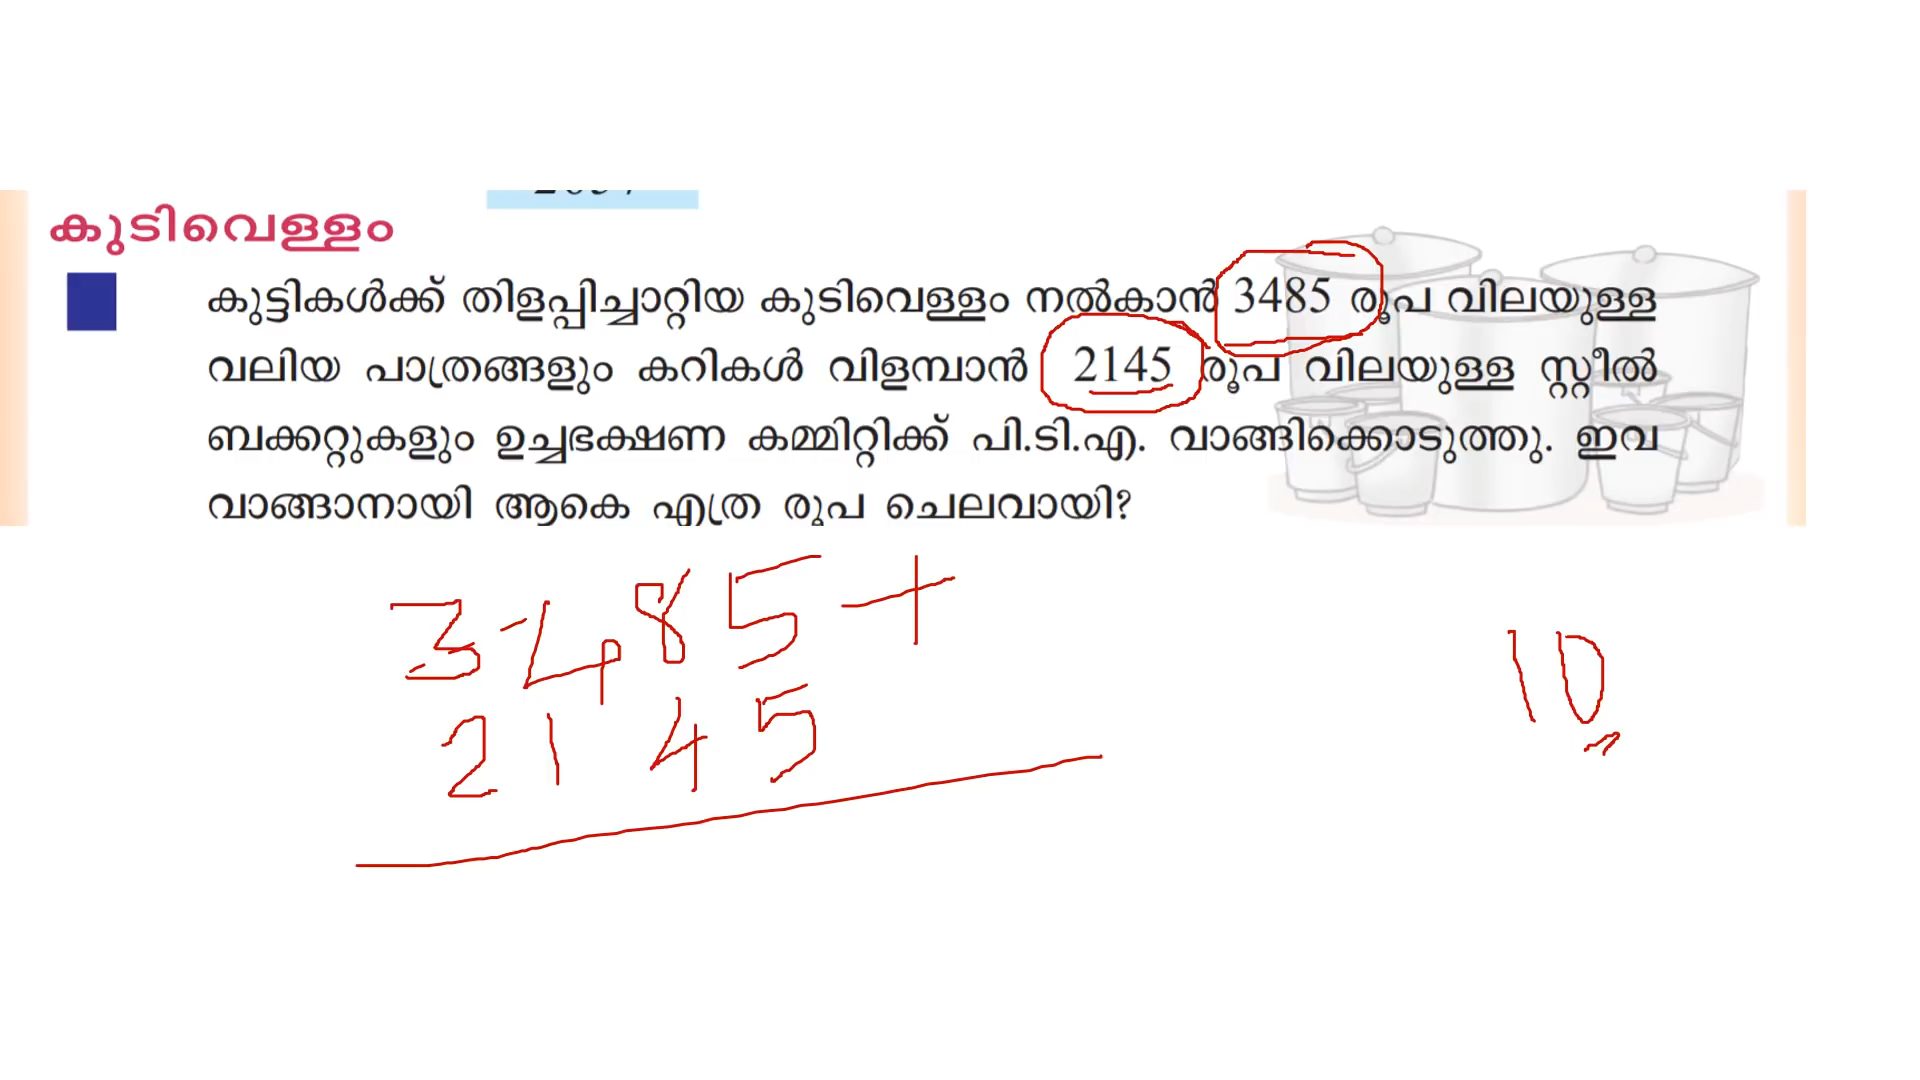 കുടിവെള്ളം
കുട്ടികൾക്ക് തിളപ്പിച്ചാറ്റിയ കുടിവെള്ളം നൽകാൻ 3485 രൂപ വിലയുള്ള
വലിയ പാത്രങ്ങളും കറികൾ വിളമ്പാൻ 2145 രൂപ വിലയുള്ള സ്റ്റീൽ
ബക്കറ്റുകളും ഉച്ചഭക്ഷണ കമ്മിറ്റിക്ക് പി.ടി.എ. വാങ്ങിക്കൊടുത്തു. ഇവ
വാങ്ങാനായി ആകെ എത്ര രൂപ ചെലവായി?
3485 +
2145
10